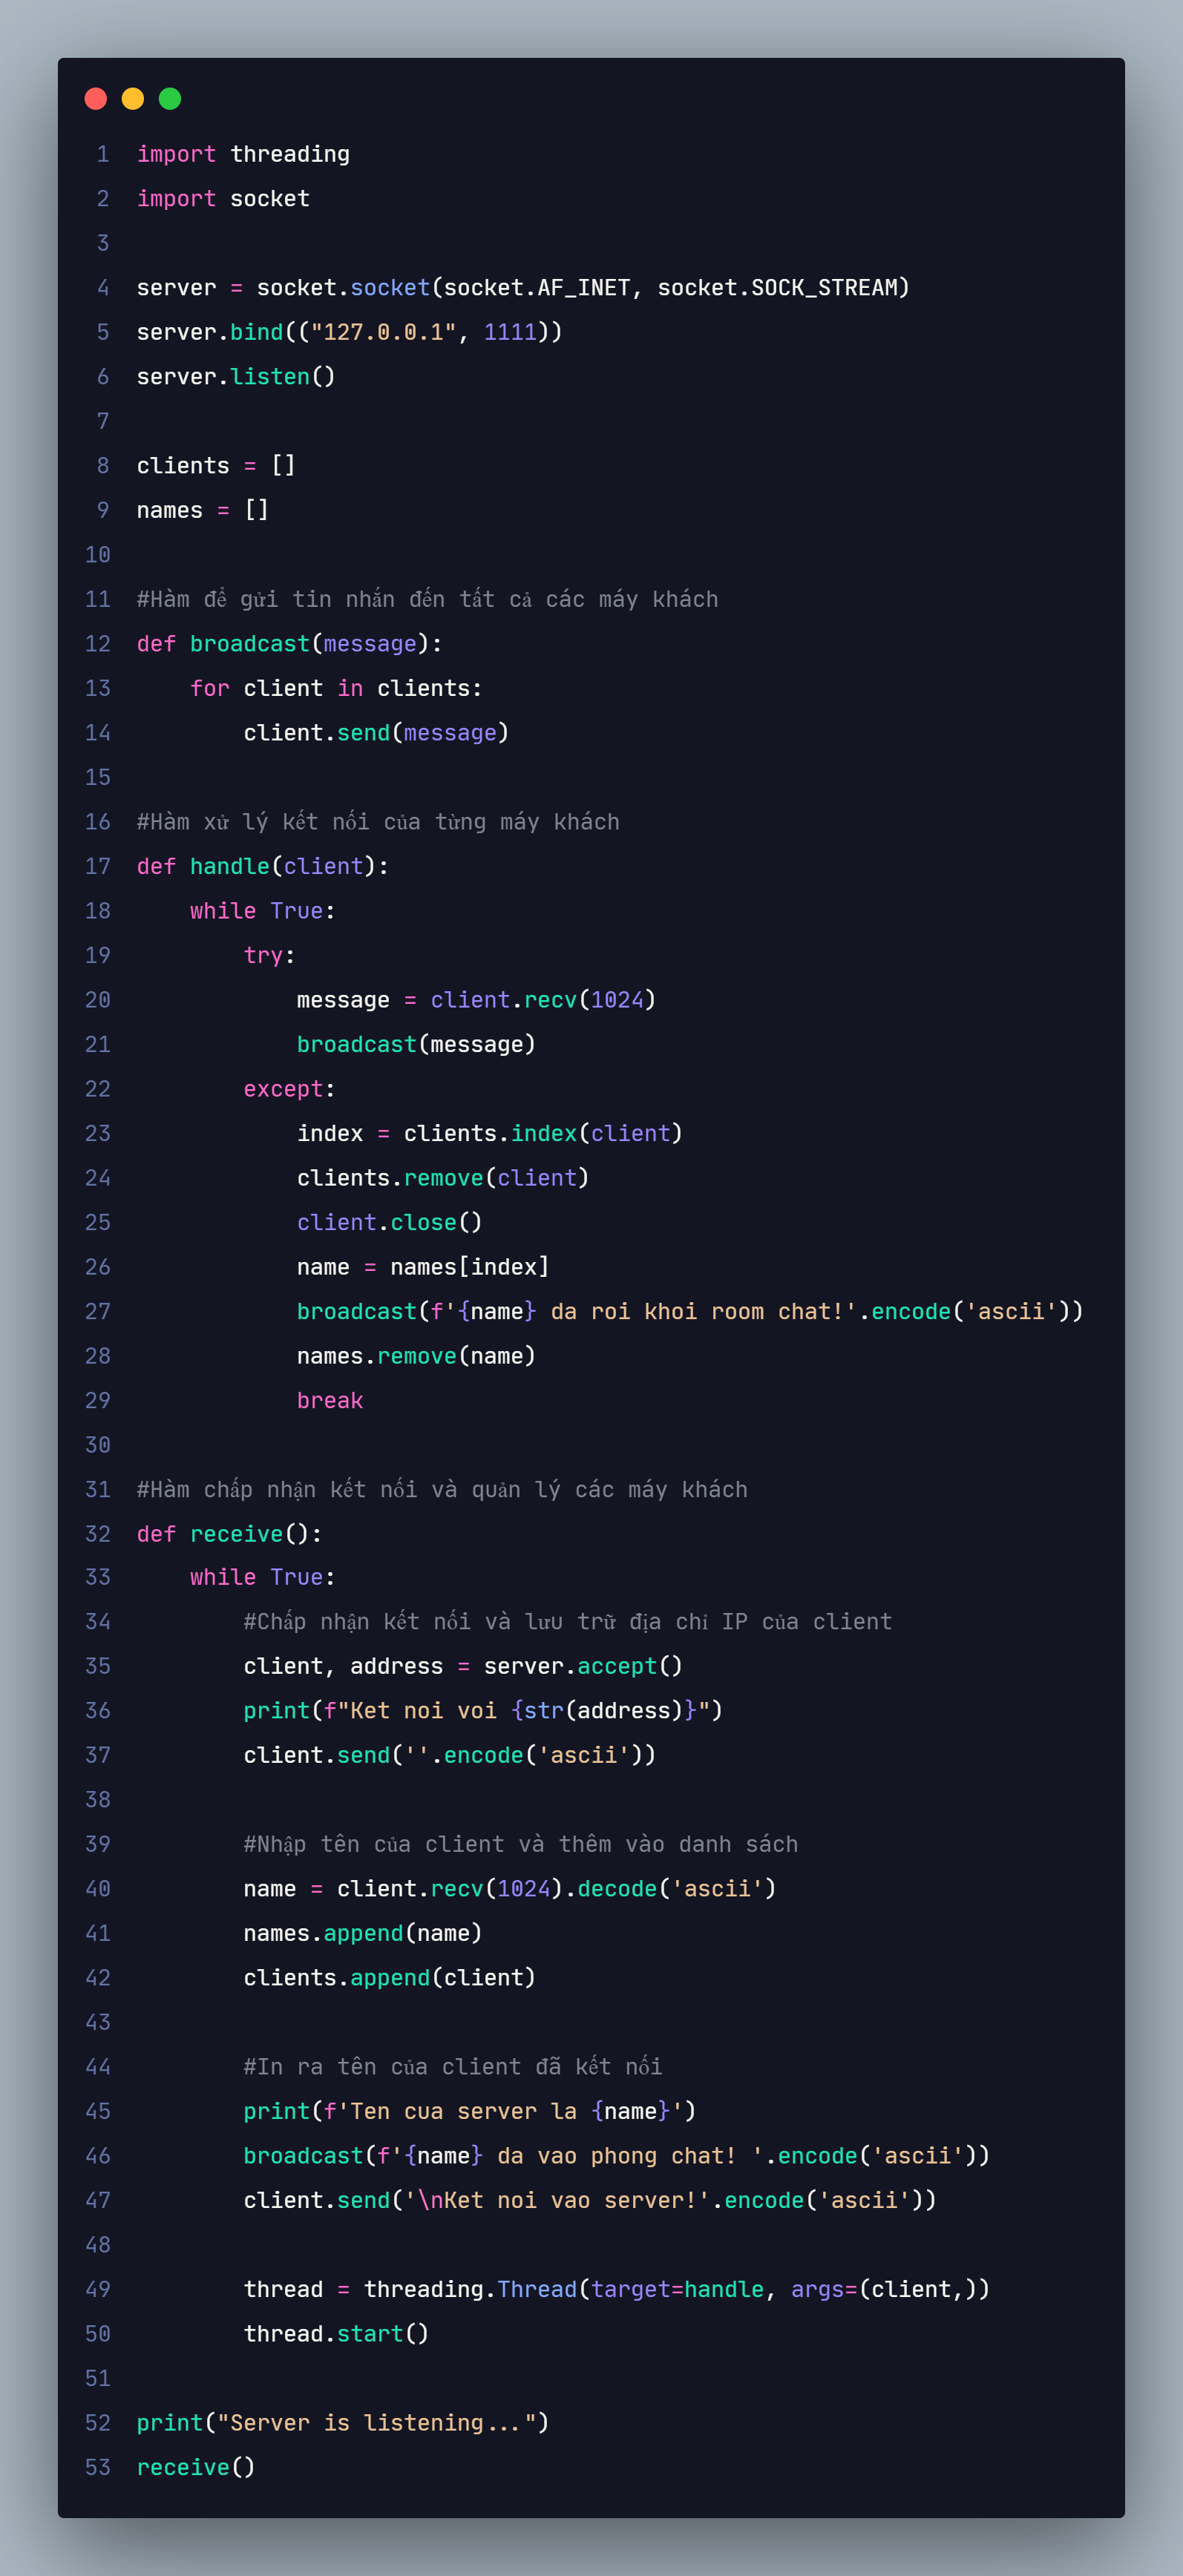 1 import threading
2 import socket
3
4 server = socket.socket(socket.AF_INET, socket.SOCK_STREAM)
5 server.bind(("127.0.0.1", 1111))
6 server.listen()
7
8 clients = []
9 names = []
10
11 #Hàm để gửi tin nhắn đến tất cả các máy khách
12 def broadcast(message):
13     for client in clients:
14         client.send(message)
15
16 #Hàm xử lý kết nối của từng máy khách
17 def handle(client):
18     while True:
19         try:
20             message = client.recv(1024)
21             broadcast(message)
22         except:
23             index = clients.index(client)
24             clients.remove(client)
25             client.close()
26             name = names[index]
27             broadcast(f'{name} da roi khoi room chat!'.encode('ascii'))
28             names.remove(name)
29             break
30
31 #Hàm chấp nhận kết nối và quản lý các máy khách
32 def receive():
33     while True:
34         #Chấp nhận kết nối và lưu trữ địa chỉ IP của client
35         client, address = server.accept()
36         print(f"Ket noi voi {str(address)}")
37         client.send(''.encode('ascii'))
38
39         #Nhập tên của client và thêm vào danh sách
40         name = client.recv(1024).decode('ascii')
41         names.append(name)
42         clients.append(client)
43
44         #In ra tên của client đã kết nối
45         print(f'Ten cua server la {name}')
46         broadcast(f'{name} da vao phong chat! '.encode('ascii'))
47         client.send('\nKet noi vao server!'.encode('ascii'))
48
49         thread = threading.Thread(target=handle, args=(client,))
50         thread.start()
51
52 print("Server is listening...")
53 receive()